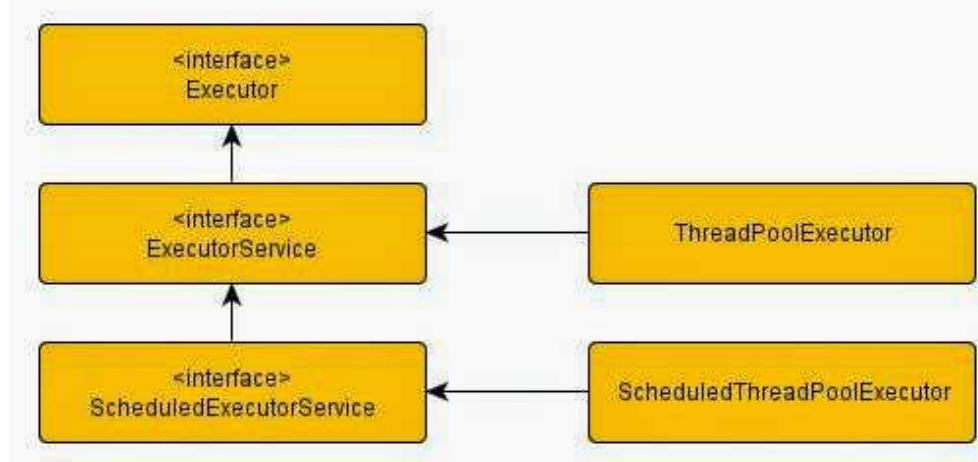 <interface>
Executor
<interface>
ExecutorService
ThreadPoolExecutor
<interface>
ScheduledExecutorService
ScheduledThreadPoolExecutor